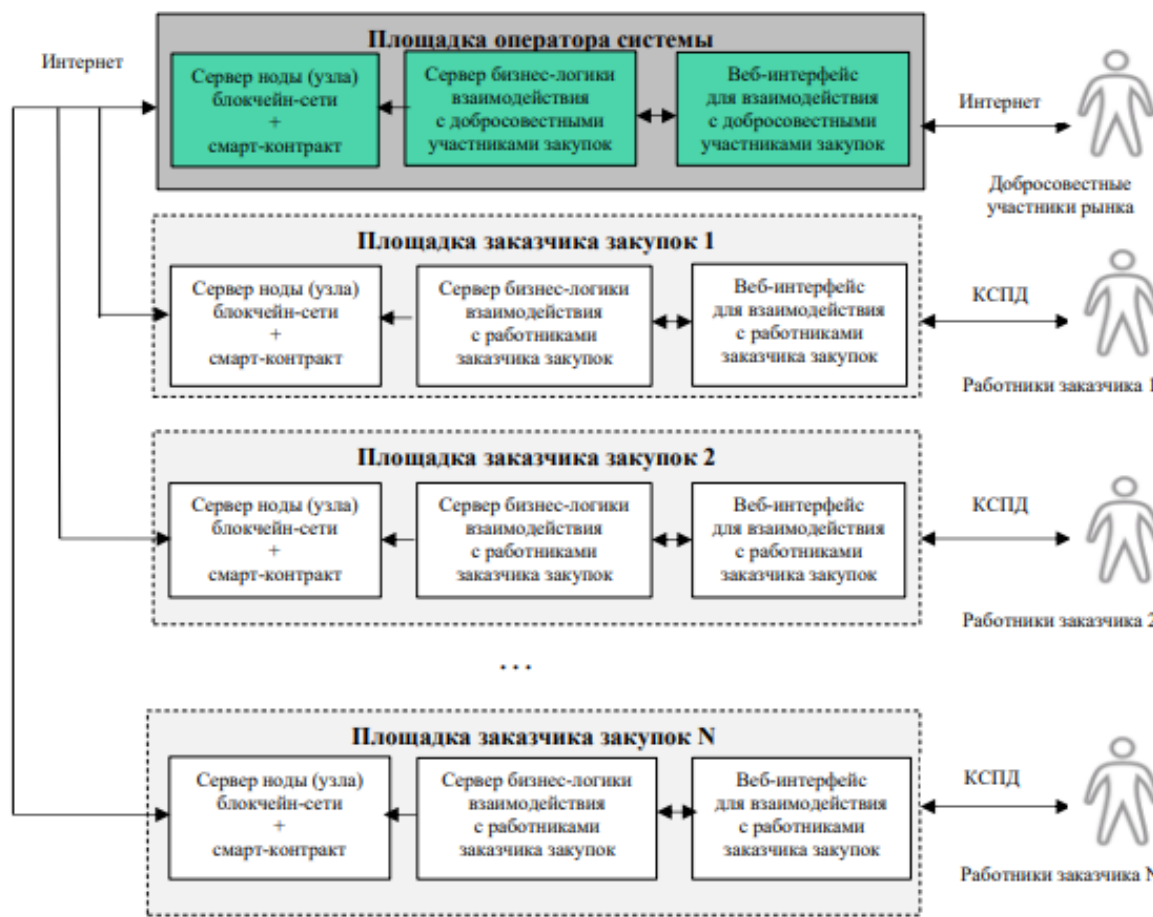 Площадка оператора системы
Интернет
Сервер ноды (узла)
блокчейн-сети
+
смарт-контракт
Сервер бизнес-логики
взаимодействия
с добросовестными
участниками закупок
Веб-интерфейс
для взаимодействия
с добросовестными
участниками закупок
Интернет
Добросовестные
участники рынка
Площадка заказчика закупок 1
Сервер ноды (узла)
блокчейн-сети
+
смарт-контракт
Сервер бизнес-логики
взаимодействия
с работниками
заказчика закупок
Веб-интерфейс
для взаимодействия
с работниками
заказчика закупок
КСПД
Работники заказчика 1
Площадка заказчика закупок 2
Сервер ноды (узла)
блокчейн-сети
+
смарт-контракт
Сервер бизнес-логики
взаимодействия
с работниками
заказчика закупок
Веб-интерфейс
для взаимодействия
с работниками
заказчика закупок
КСПД
Работники заказчика 2
. . .
Площадка заказчика закупок N
Сервер ноды (узла)
блокчейн-сети
+
смарт-контракт
Сервер бизнес-логики
взаимодействия
с работниками
заказчика закупок
Веб-интерфейс
для взаимодействия
с работниками
заказчика закупок
КСПД
Работники заказчика N